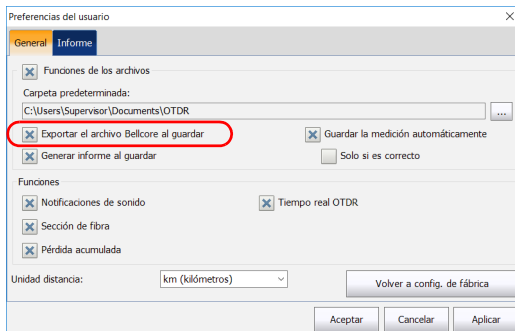 Preferencias del usuario
General Informe
Funciones de los archivos
Carpeta predeterminada:
C:\Users\Supervisor\Documents\OTDR ...
Exportar el archivo Bellcore al guardar Guardar la medición automáticamente
Generar informe al guardar Solo si es correcto
Funciones
Notificaciones de sonido Tiempo real OTDR
Sección de fibra
Pérdida acumulada
Unidad distancia: km (kilómetros) Volver a config. de fábrica
Aceptar Cancelar Aplicar